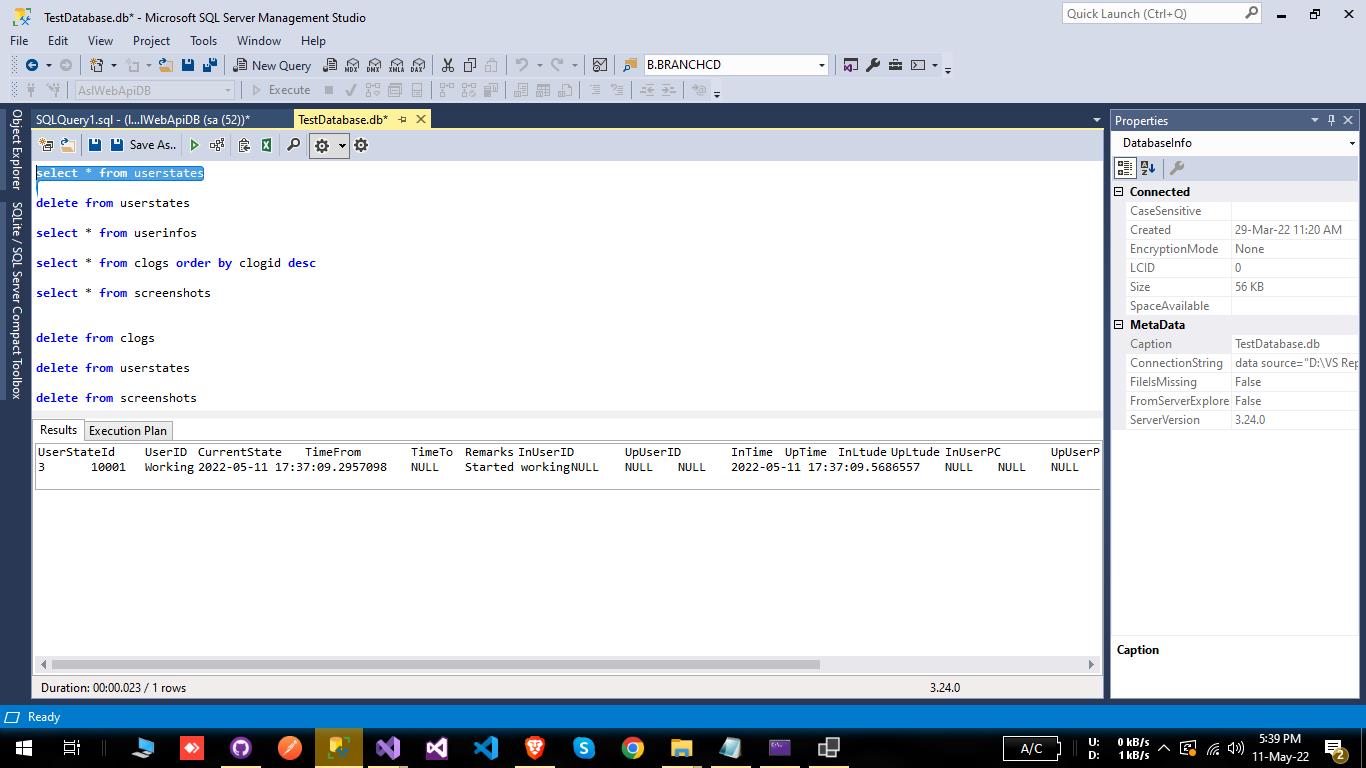 TestDatabase.db* - Microsoft SQL Server Management Studio
Quick Launch (Ctrl+Q)
File Edit View Project Tools Window Help
New Query MDX DMX XMLA DAX B.BRANCHCD
AslWebApiDB Execute
SQLQuery1.sql - (l...lWebApiDB (sa (52))* TestDatabase.db*
Save As..
Object Explorer
SQLite / SQL Server Compact Toolbox
select * from userstates
delete from userstates
select * from userinfos
select * from clogs order by clogid desc
select * from screenshots
delete from clogs
delete from userstates
delete from screenshots
Results Execution Plan
UserStateId UserID CurrentState TimeFrom TimeTo Remarks InUserID UpUserID InTime UpTime InLtude UpLtude InUserPC UpUserP
3 10001 Working 2022-05-11 17:37:09.2957098 NULL Started workingNULL NULL NULL 2022-05-11 17:37:09.5686557 NULL NULL NULL
Duration: 00:00.023 / 1 rows 3.24.0
Properties
DatabaseInfo
Connected
CaseSensitive
Created 29-Mar-22 11:20 AM
EncryptionMode None
LCID 0
Size 56 KB
SpaceAvailable
MetaData
Caption TestDatabase.db
ConnectionString data source="D:\VS Rep
FileIsMissing False
FromServerExplore False
ServerVersion 3.24.0
Caption
Ready
A/C
U: 0 kB/s
D: 1 kB/s
5:39 PM
11-May-22
2